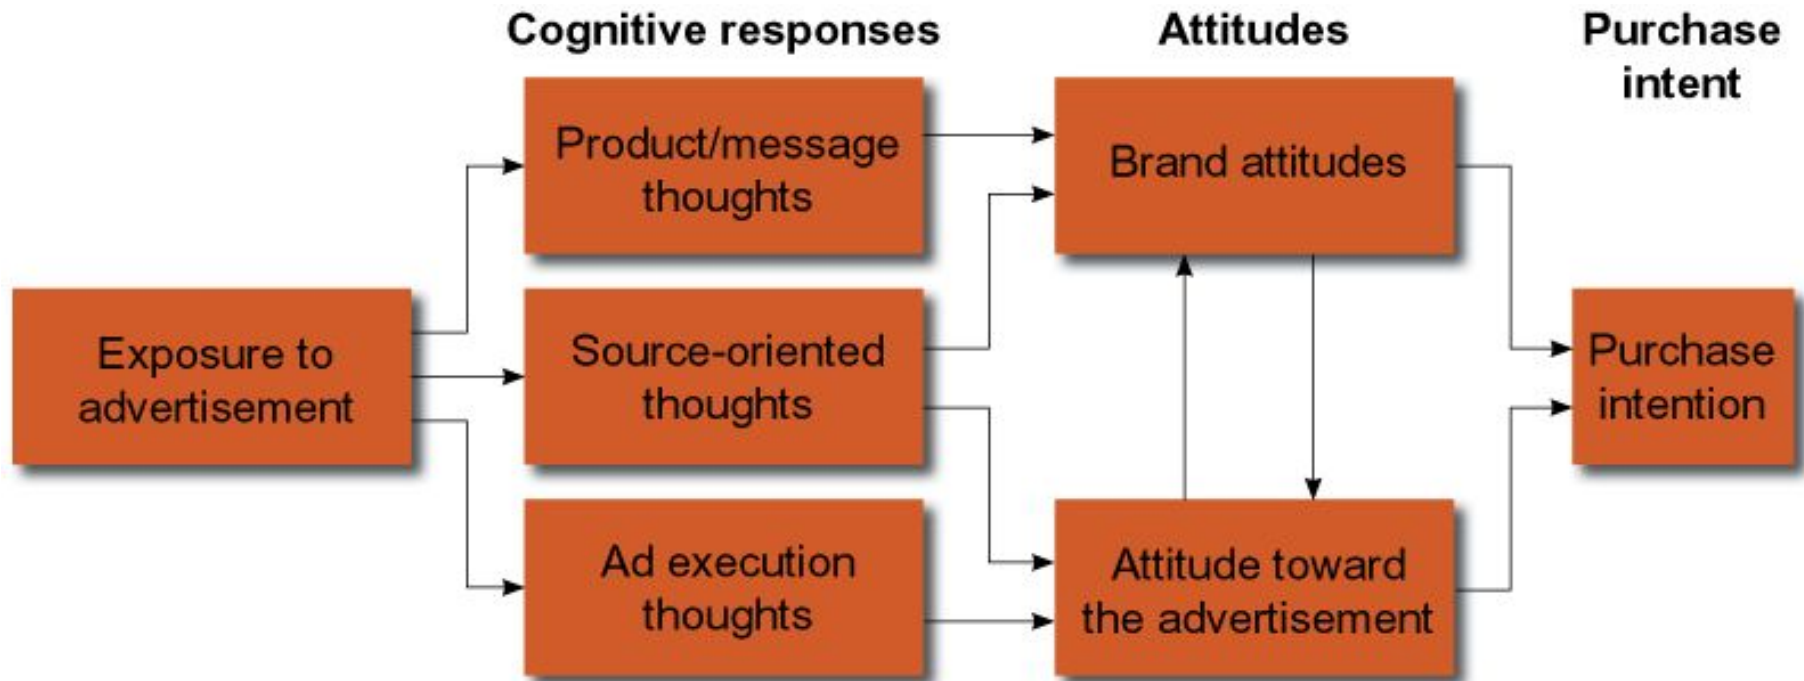 Cognitive responses
Attitudes
Purchase
intent
Product/message
thoughts
Brand attitudes
Exposure to
advertisement
Source-oriented
thoughts
Purchase
intention
Ad execution
thoughts
Attitude toward
the advertisement